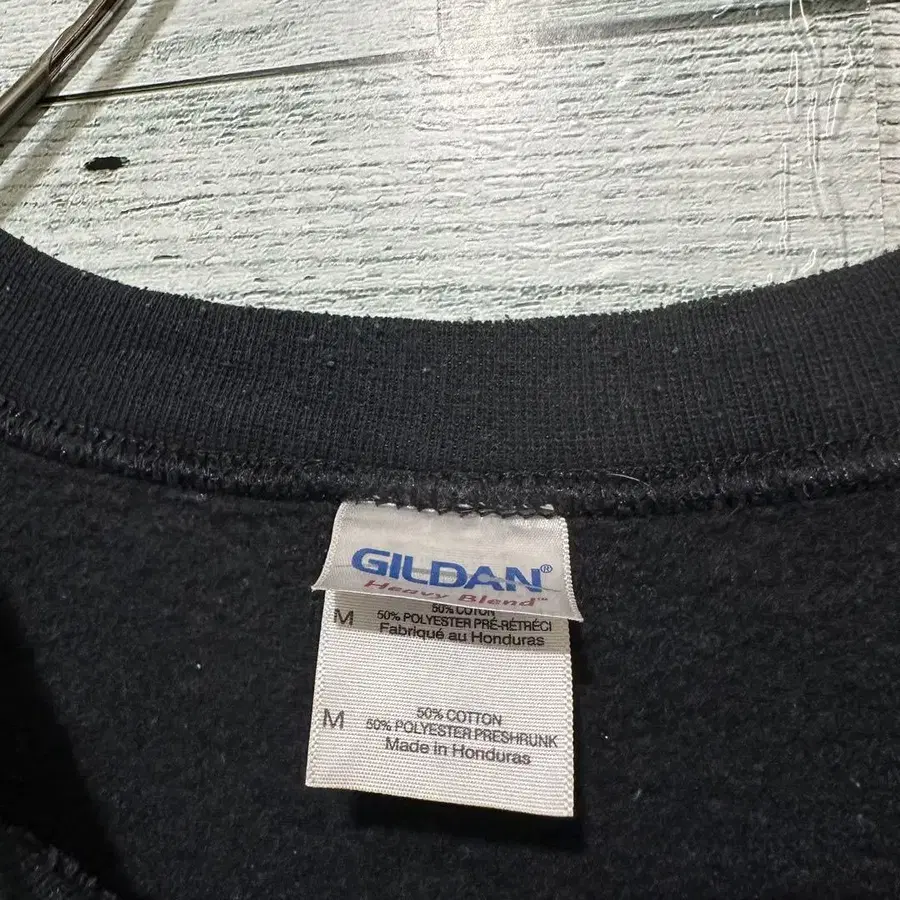 GILDAN®
Heavy Blend™
50% COTON
M 50% POLYESTER PRÉ-RÉTRÉCI
Fabriqué au Honduras
50% COTTON
M 50% POLYESTER PRESHRUNK
Made in Honduras